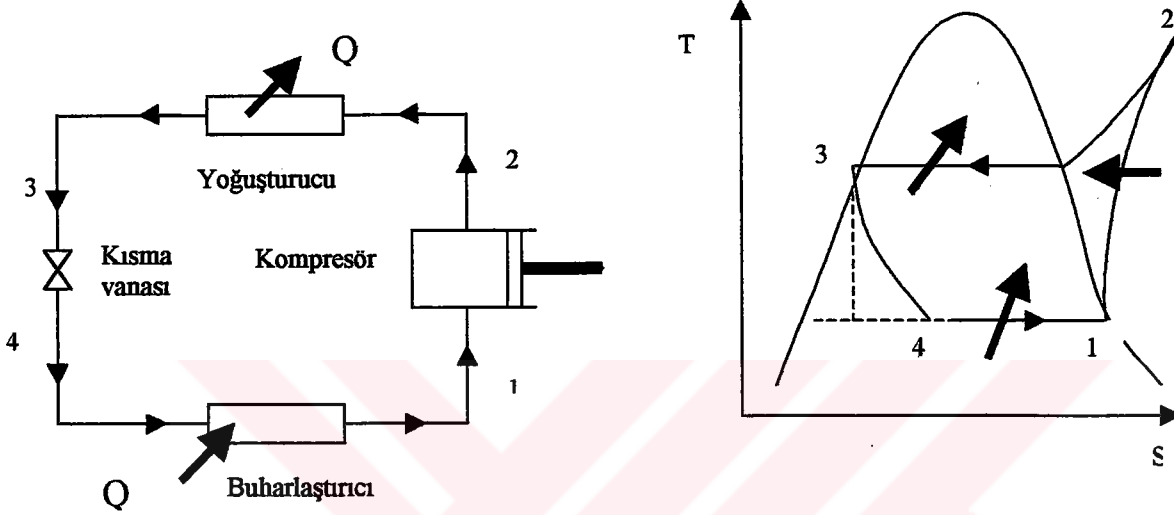 Q
Yoğuşturucu
2
3
Kısma
vanası
Kompresör
4
1
Q
Buharlaştırıcı
T
2
3
4
1
S